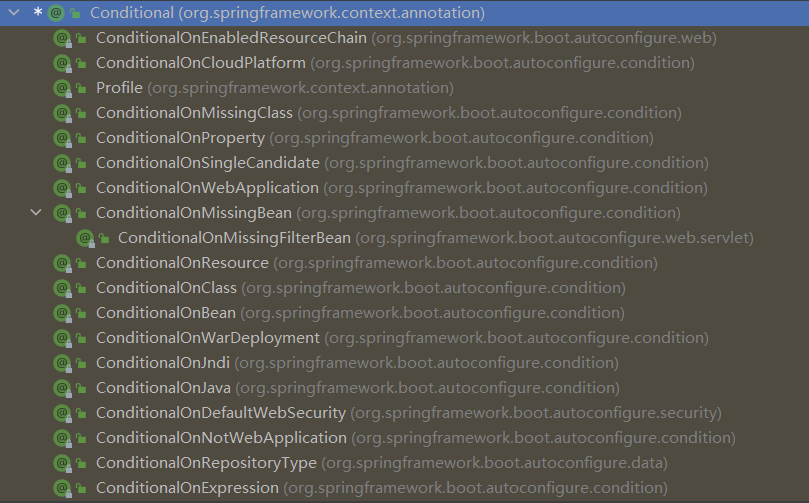 * Conditional (org.springframework.context.annotation)
ConditionalOnEnabledResourceChain (org.springframework.boot.autoconfigure.web)
ConditionalOnCloudPlatform (org.springframework.boot.autoconfigure.condition)
Profile (org.springframework.context.annotation)
ConditionalOnMissingClass (org.springframework.boot.autoconfigure.condition)
ConditionalOnProperty (org.springframework.boot.autoconfigure.condition)
ConditionalOnSingleCandidate (org.springframework.boot.autoconfigure.condition)
ConditionalOnWebApplication (org.springframework.boot.autoconfigure.condition)
ConditionalOnMissingBean (org.springframework.boot.autoconfigure.condition)
ConditionalOnMissingFilterBean (org.springframework.boot.autoconfigure.web.servlet)
ConditionalOnResource (org.springframework.boot.autoconfigure.condition)
ConditionalOnClass (org.springframework.boot.autoconfigure.condition)
ConditionalOnBean (org.springframework.boot.autoconfigure.condition)
ConditionalOnWarDeployment (org.springframework.boot.autoconfigure.condition)
ConditionalOnJndi (org.springframework.boot.autoconfigure.condition)
ConditionalOnJava (org.springframework.boot.autoconfigure.condition)
ConditionalOnDefaultWebSecurity (org.springframework.boot.autoconfigure.security)
ConditionalOnNotWebApplication (org.springframework.boot.autoconfigure.condition)
ConditionalOnRepositoryType (org.springframework.boot.autoconfigure.data)
ConditionalOnExpression (org.springframework.boot.autoconfigure.condition)